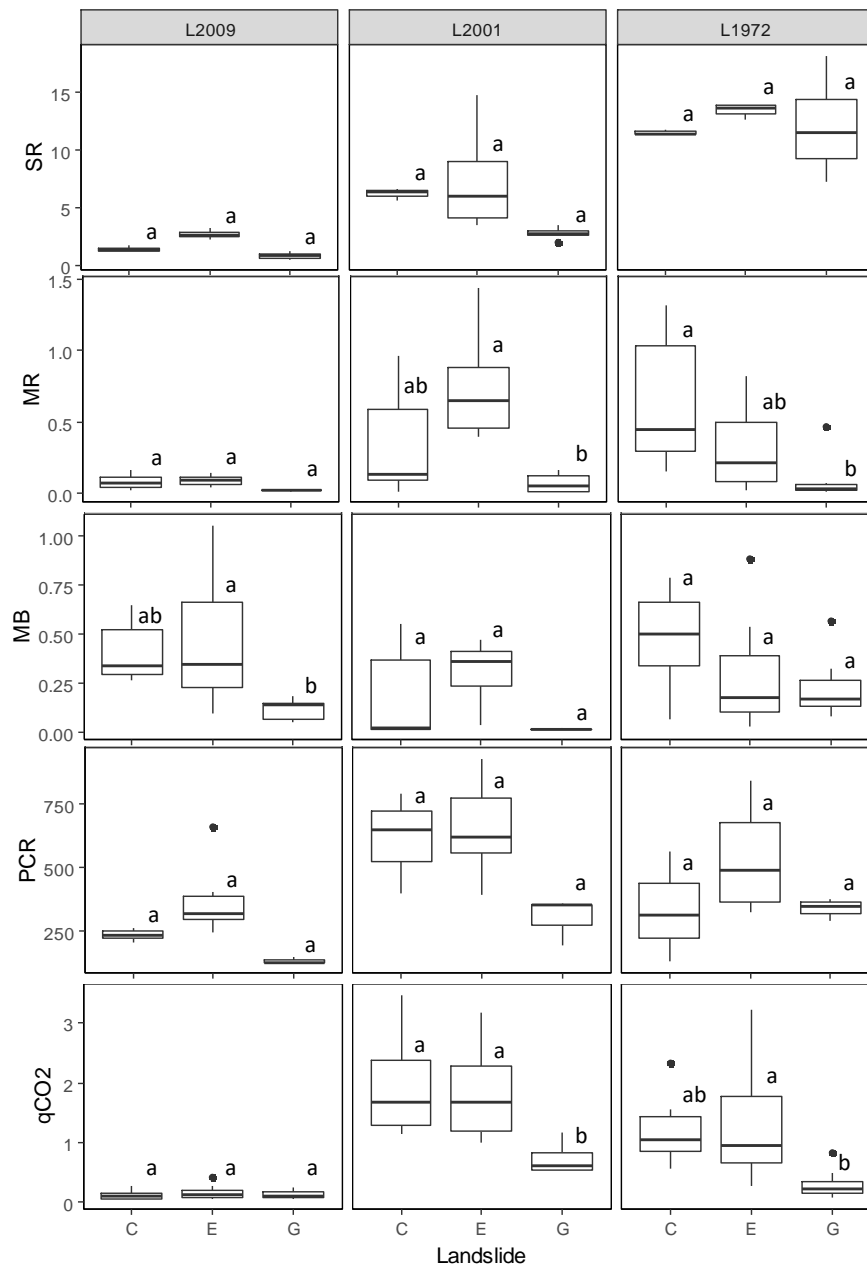 L2009 L2001 L1972
SR
15
10
5
0
a a a
a a a
a a a
MR
1.5
1.0
0.5
0.0
a a a
ab a b
a ab b
MB
1.00
0.75
0.50
0.25
0.00
ab a b
a a a
a a a
PCR
750
500
250
a a a
a a a
a a a
qCO2
3
2
1
0
a a a
a a b
ab a b
C E G C E G C E G
Landslide